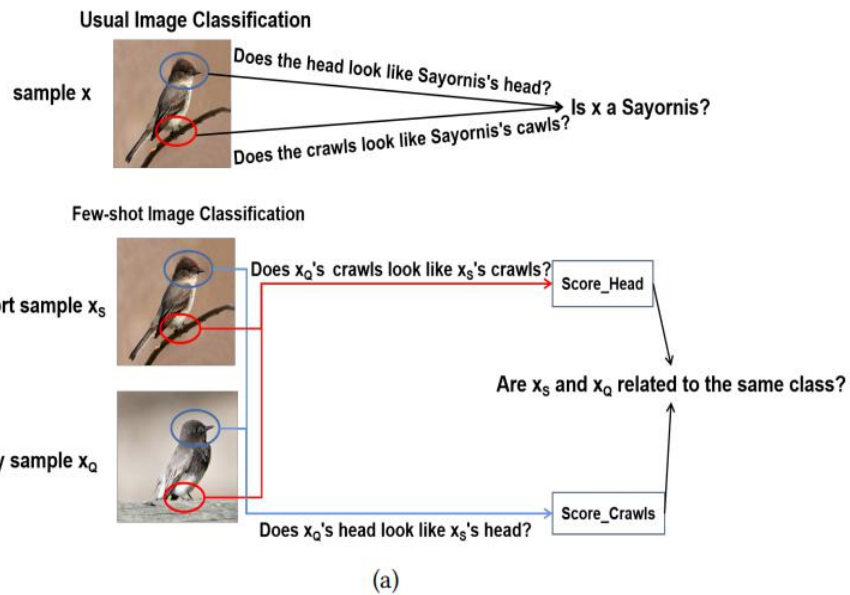 Usual Image Classification
sample x
Does the head look like Sayornis's head?
Is x a Sayornis?
Does the crawls look like Sayornis's cawls?
Few-shot Image Classification
rt sample xS
Does xQ's crawls look like xS's crawls?
Score_Head
Are xS and xQ related to the same class?
y sample xQ
Score_Crawls
Does xQ's head look like xS's head?
(a)